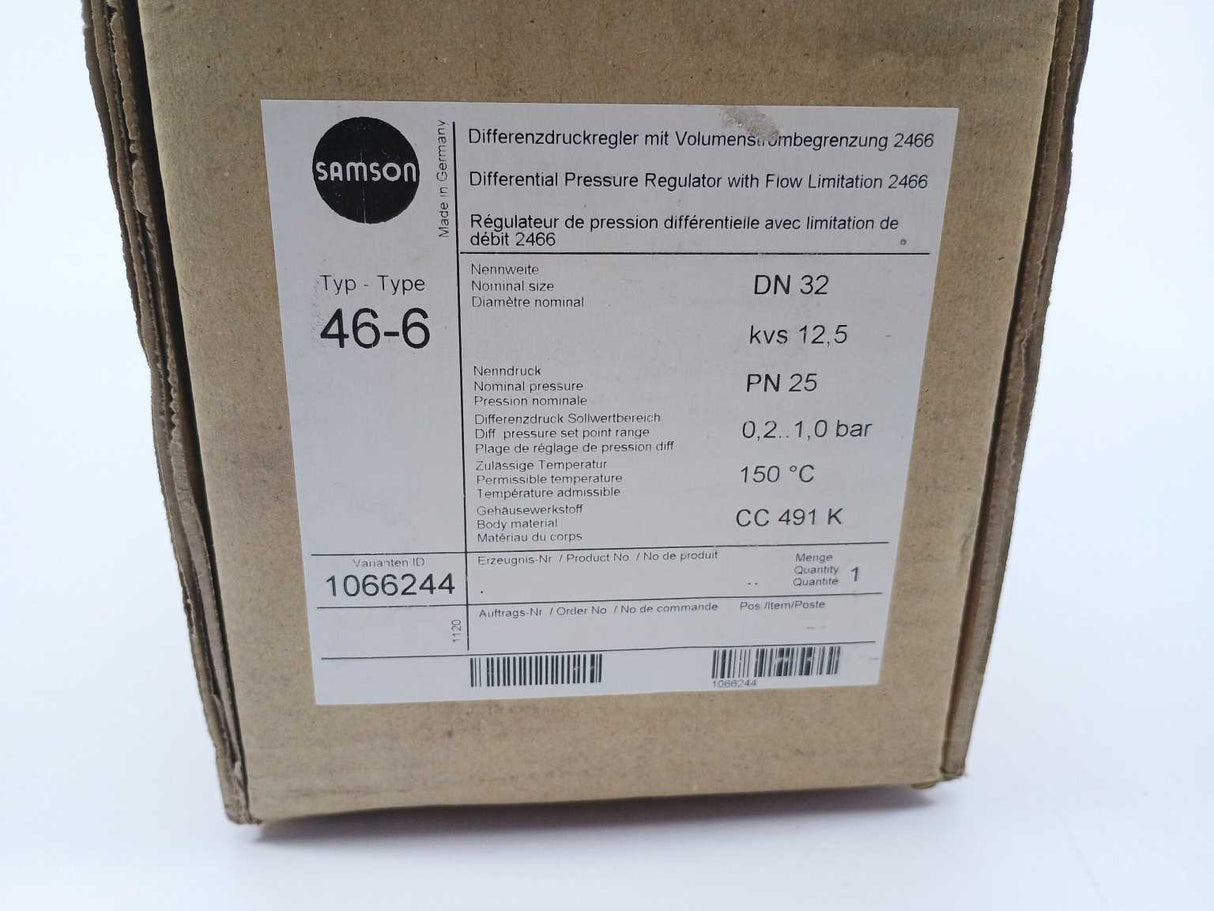 SAMSON
Made in Germany
Differenzdruckregler mit Volumenstrombegrenzung 2466
Differential Pressure Regulator with Flow Limitation 2466
Régulateur de pression différentielle avec limitation de
débit 2466
Typ - Type
46-6
Nennweite
Nominal size
Diamètre nominal
DN 32
kvs 12,5
Nenndruck
Nominal pressure
Pression nominale
PN 25
Differenzdruck Sollwertbereich
Diff pressure set point range
Plage de réglage de pression diff
0,2..1,0 bar
Zulässige Temperatur
Permissible temperature
Température admissible
150 °C
Gehäusewerkstoff
Body material
Matériau du corps
CC 491 K
Varianten ID
1066244
Erzeugnis-Nr / Product No / No de produit
Menge
Quantity
Quantité
1
1120
Auftrags-Nr / Order No / No de commande
Pos /Item/Poste
1066244